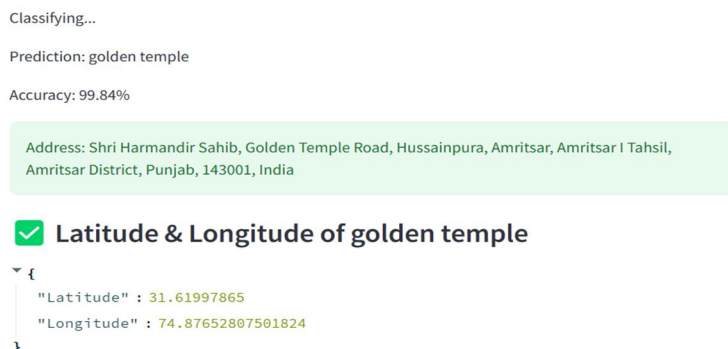 Classifying...
Prediction: golden temple
Accuracy: 99.84%
Address: Shri Harmandir Sahib, Golden Temple Road, Hussainpura, Amritsar, Amritsar I Tahsil,
Amritsar District, Punjab, 143001, India
✅ Latitude & Longitude of golden temple
{
"Latitude" : 31.61997865
"Longitude" : 74.87652807501824
}